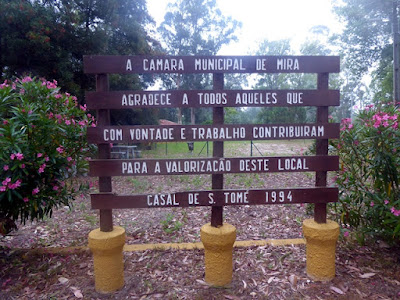 A CAMARA MUNICIPAL DE MIRA
AGRADECE A TODOS AQUELES QUE
COM VONTADE E TRABALHO CONTRIBUIRAM
PARA A VALORIZAÇÃO DESTE LOCAL
CASAL DE S. TOMÉ 1994